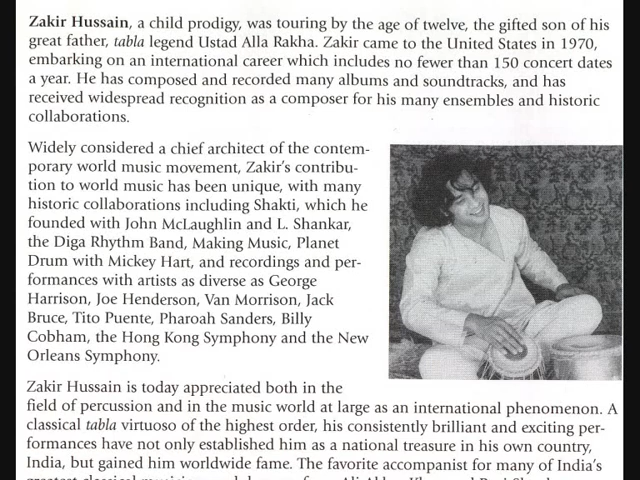 Zakir Hussain, a child prodigy, was touring by the age of twelve, the gifted son of his
great father, tabla legend Ustad Alla Rakha. Zakir came to the United States in 1970,
embarking on an international career which includes no fewer than 150 concert dates
a year. He has composed and recorded many albums and soundtracks, and has
received widespread recognition as a composer for his many ensembles and historic
collaborations.
Widely considered a chief architect of the contem-
porary world music movement, Zakir's contribu-
tion to world music has been unique, with many
historic collaborations including Shakti, which he
founded with John McLaughlin and L. Shankar,
the Diga Rhythm Band, Making Music, Planet
Drum with Mickey Hart, and recordings and per-
formances with artists as diverse as George
Harrison, Joe Henderson, Van Morrison, Jack
Bruce, Tito Puente, Pharoah Sanders, Billy
Cobham, the Hong Kong Symphony and the New
Orleans Symphony.
Zakir Hussain is today appreciated both in the
field of percussion and in the music world at large as an international phenomenon. A
classical tabla virtuoso of the highest order, his consistently brilliant and exciting per-
formances have not only established him as a national treasure in his own country,
India, but gained him worldwide fame. The favorite accompanist for many of India's